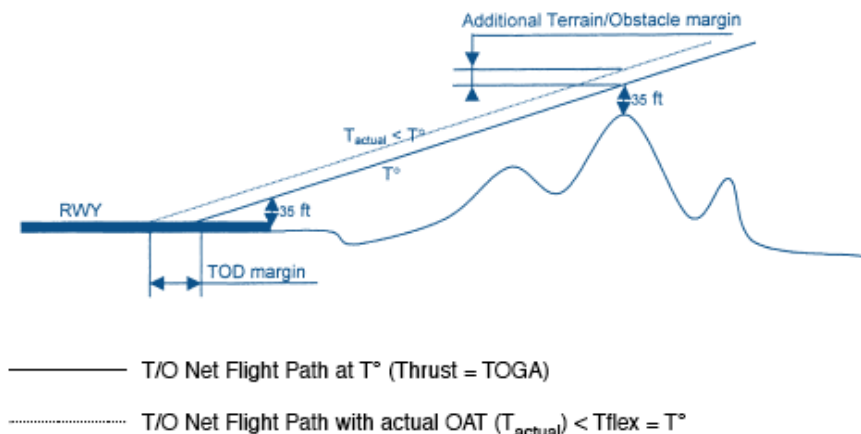 Additional Terrain/Obstacle margin
35 ft
T actual < T°
T°
RWY
35 ft
TOD margin
T/O Net Flight Path at T° (Thrust = TOGA)
T/O Net Flight Path with actual OAT (Tactual) < Tflex = T°